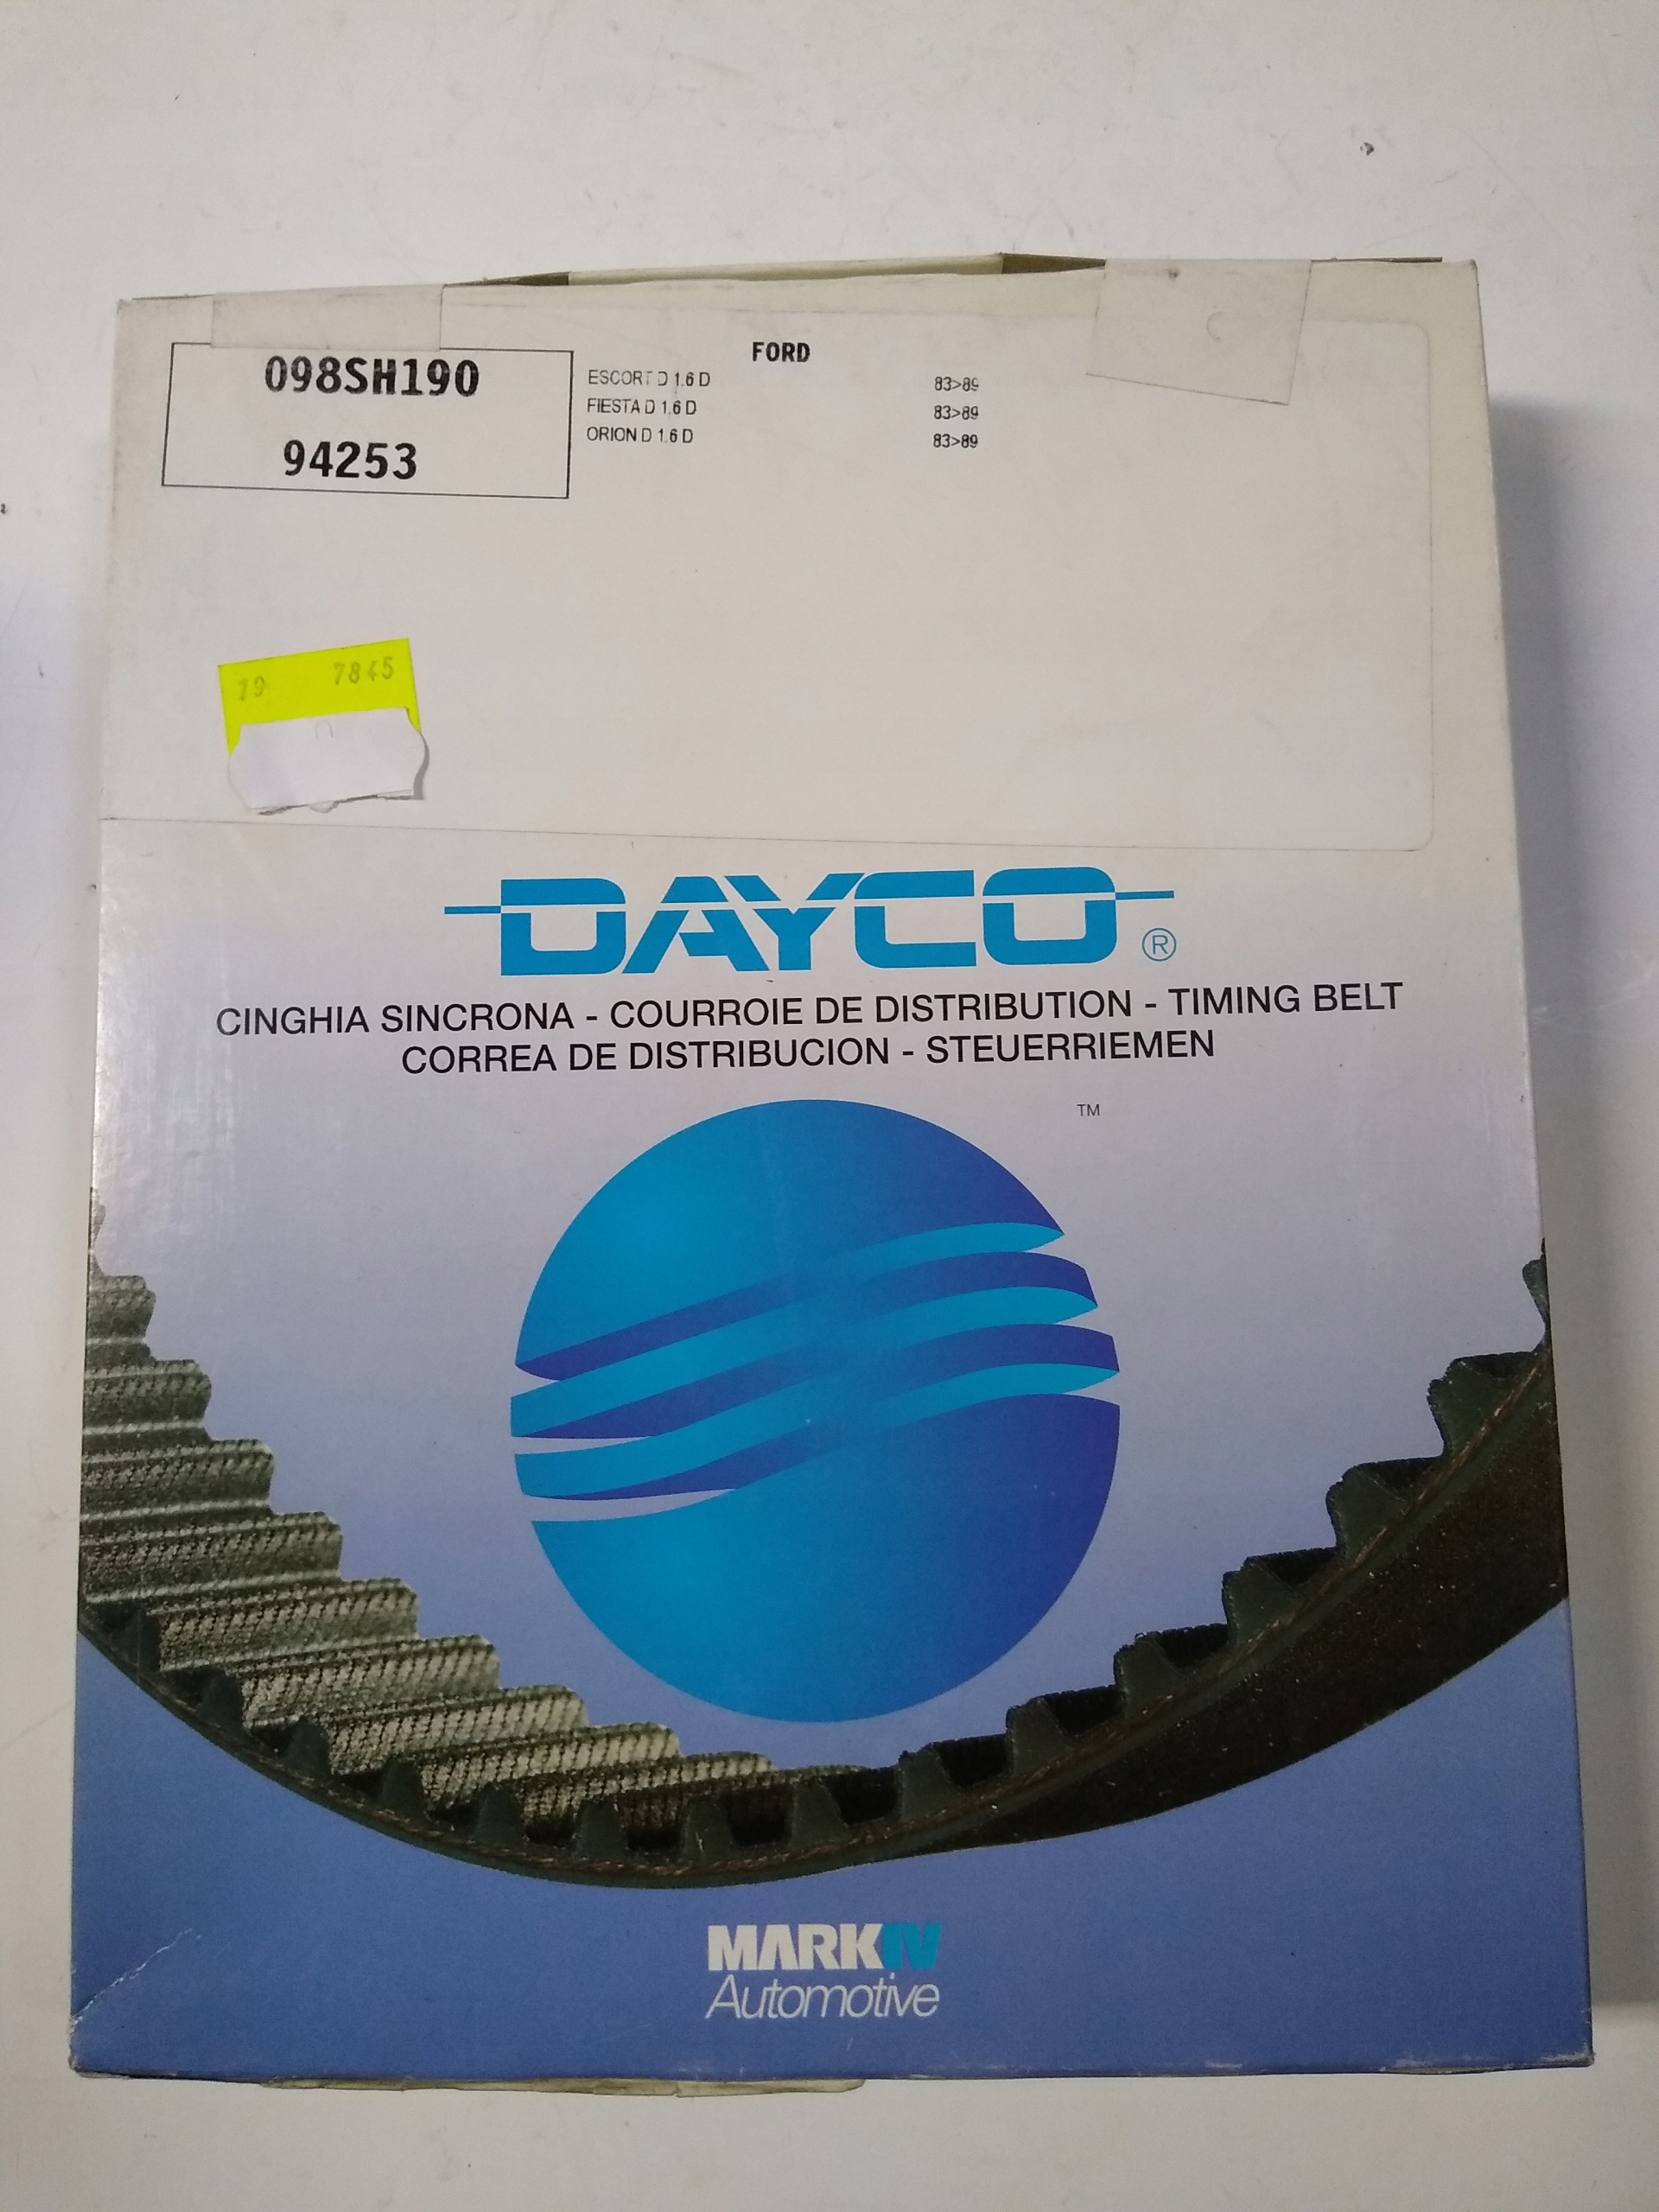 098SH190
94253
FORD
ESCORT D 1.6 D 83>89
FIESTA D 1.6 D 83>89
ORION D 1.6 D 83>89
19 7845
DAYCO ®
CINGHIA SINCRONA - COURROIE DE DISTRIBUTION - TIMING BELT
CORREA DE DISTRIBUCION - STEUERRIEMEN
TM
MARKIV
Automotive